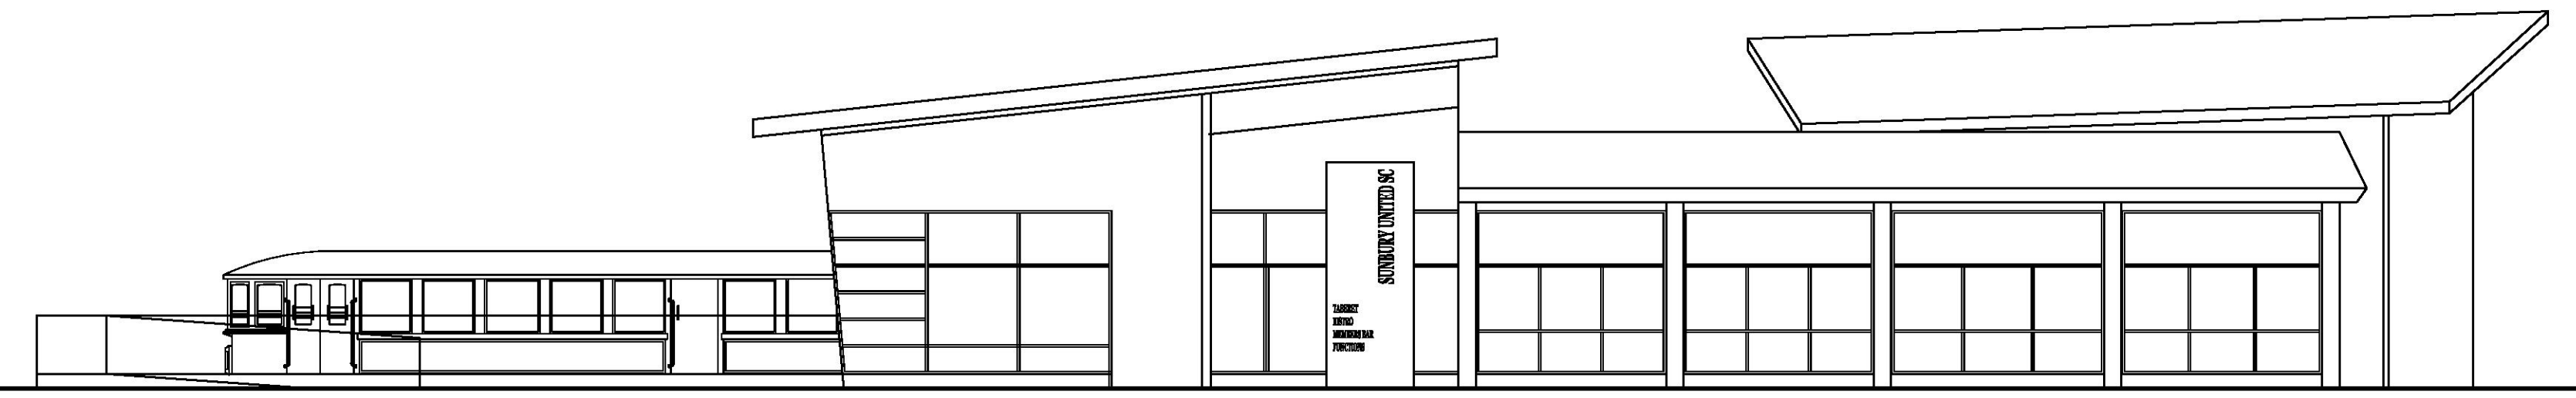 SUNBURY UNITED SC
TABARET
BISTRO
MEMBERS BAR
FUNCTIONS